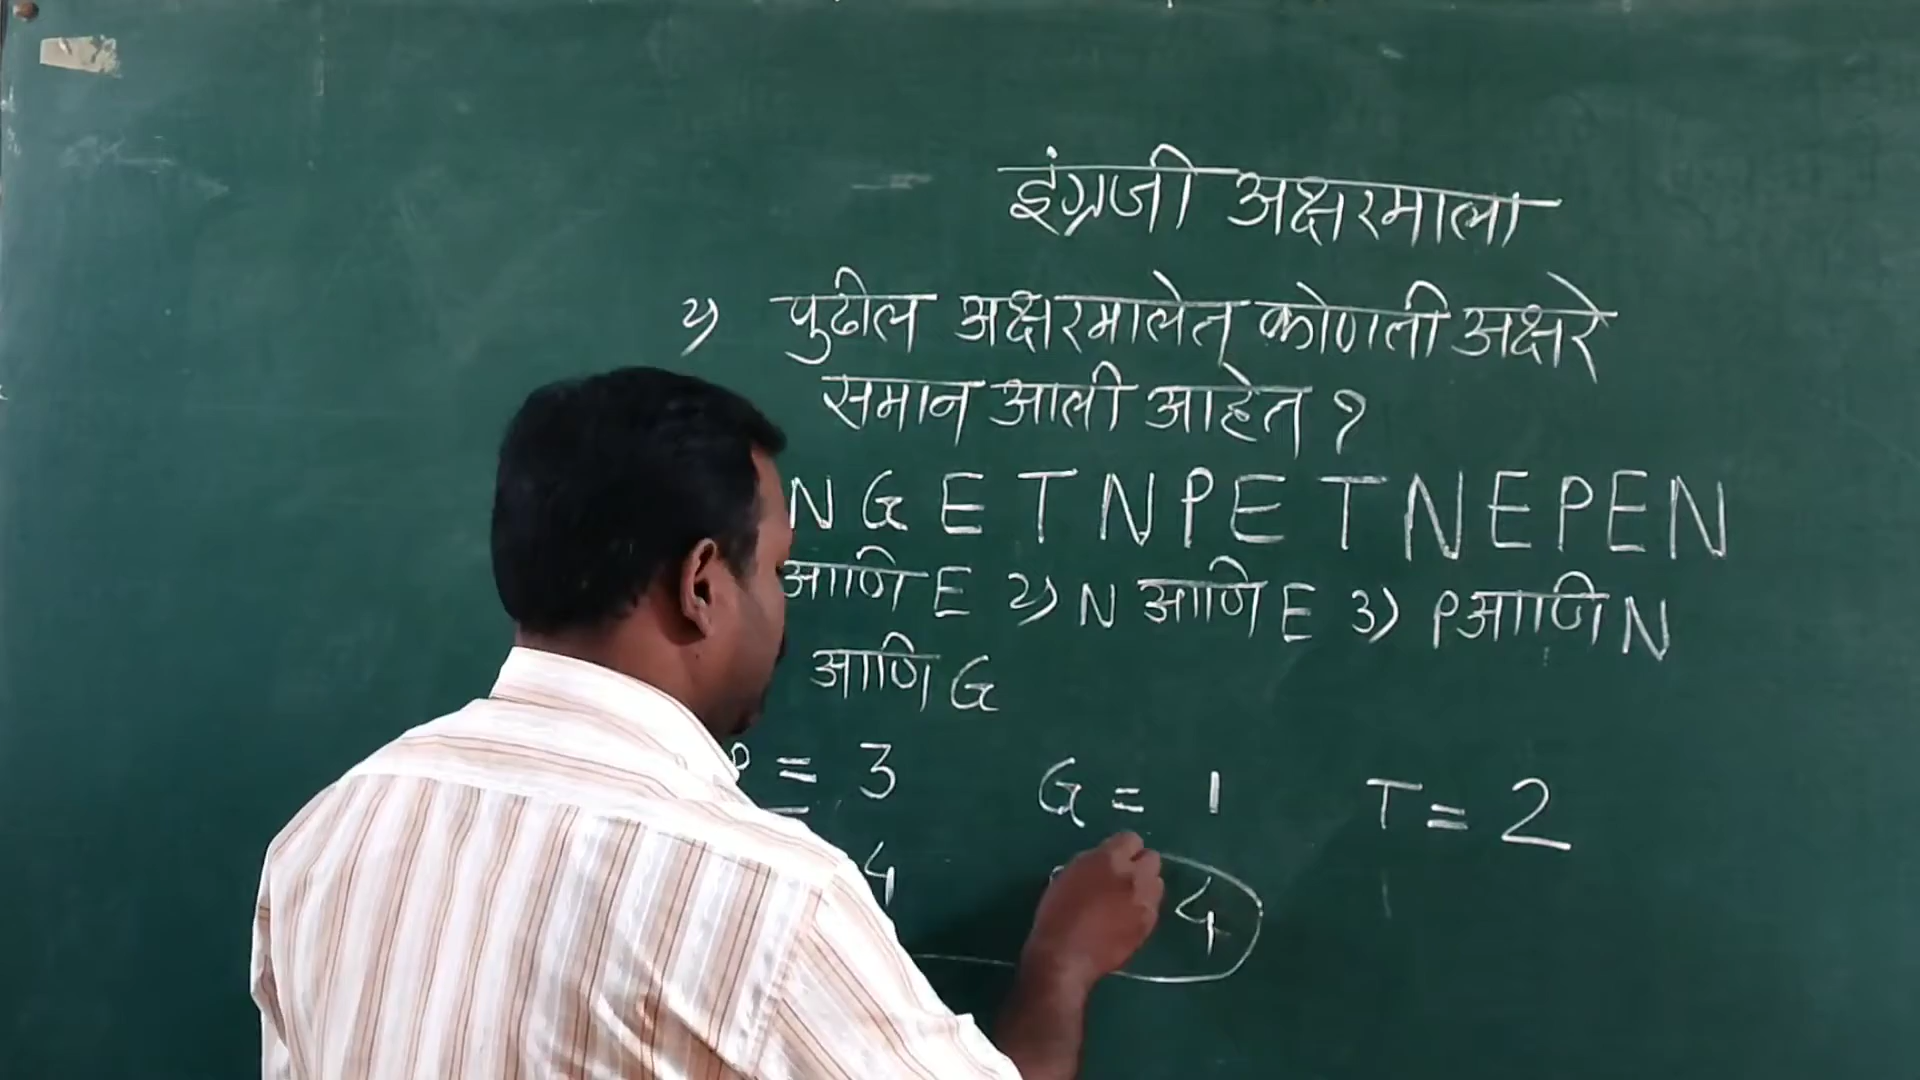 इंग्रजी अक्षरमाला
२) पुढील अक्षरमालेत कोणती अक्षरे
समान आली आहेत ?
N G E T N P E T N E P E N
आणि E २) N आणि E ३) P आणि N
आणि G
P = 3 G = 1 T = 2
4 4